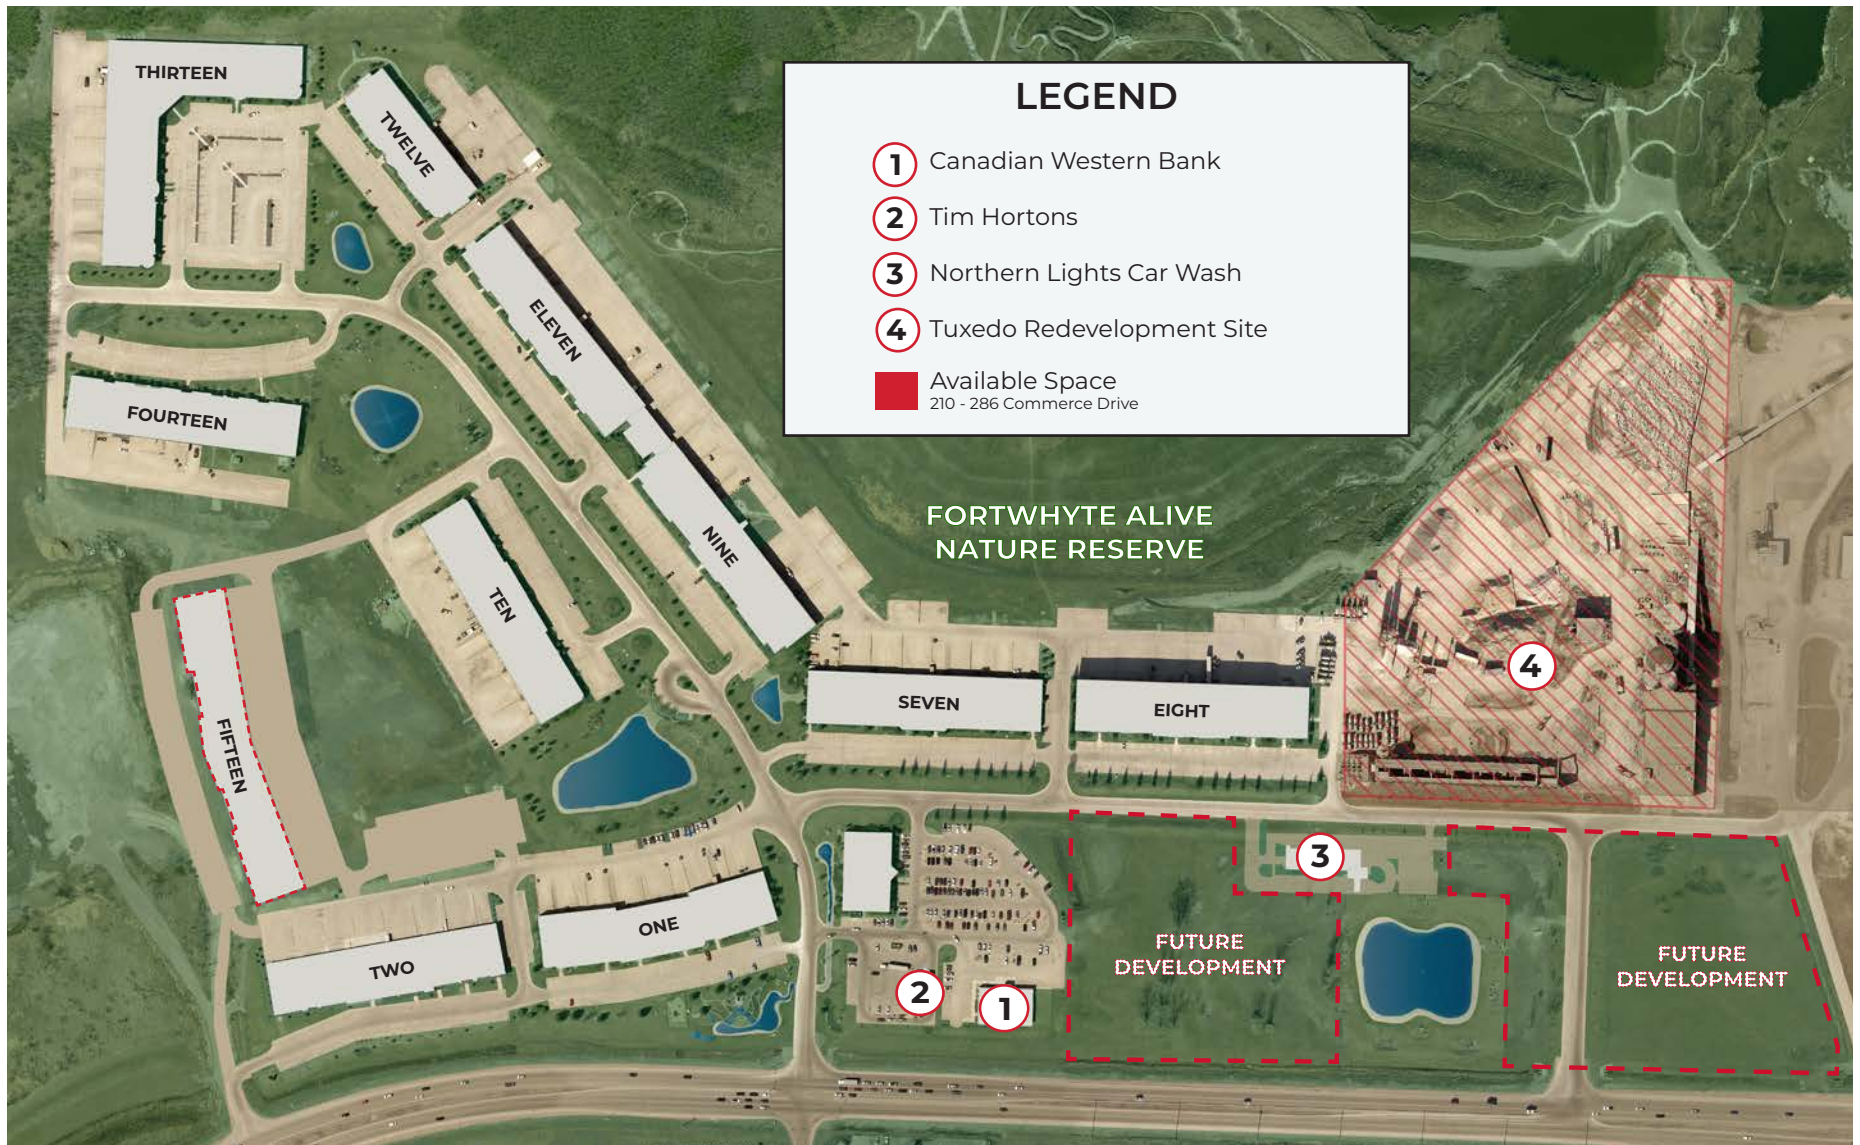 LEGEND
1 Canadian Western Bank
2 Tim Hortons
3 Northern Lights Car Wash
4 Tuxedo Redevelopment Site
Available Space
210 - 286 Commerce Drive
THIRTEEN
TWELVE
ELEVEN
FOURTEEN
NINE
TEN
FIFTEEN
FORTWHYTE ALIVE
NATURE RESERVE
SEVEN
EIGHT
4
3
ONE
TWO
2
1
FUTURE
DEVELOPMENT
FUTURE
DEVELOPMENT